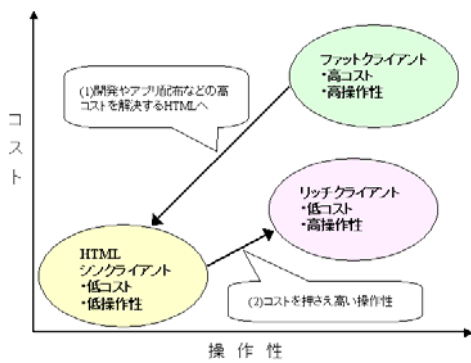 ファットクライアント
・高コスト
・高操作性
(1)開発やアプリ配布などの高
コストを解決するHTMLへ
コスト
リッチクライアント
・低コスト
・高操作性
HTML
シンクライアント
・低コスト
・低操作性
(2)コストを押さえ高い操作性
操作性